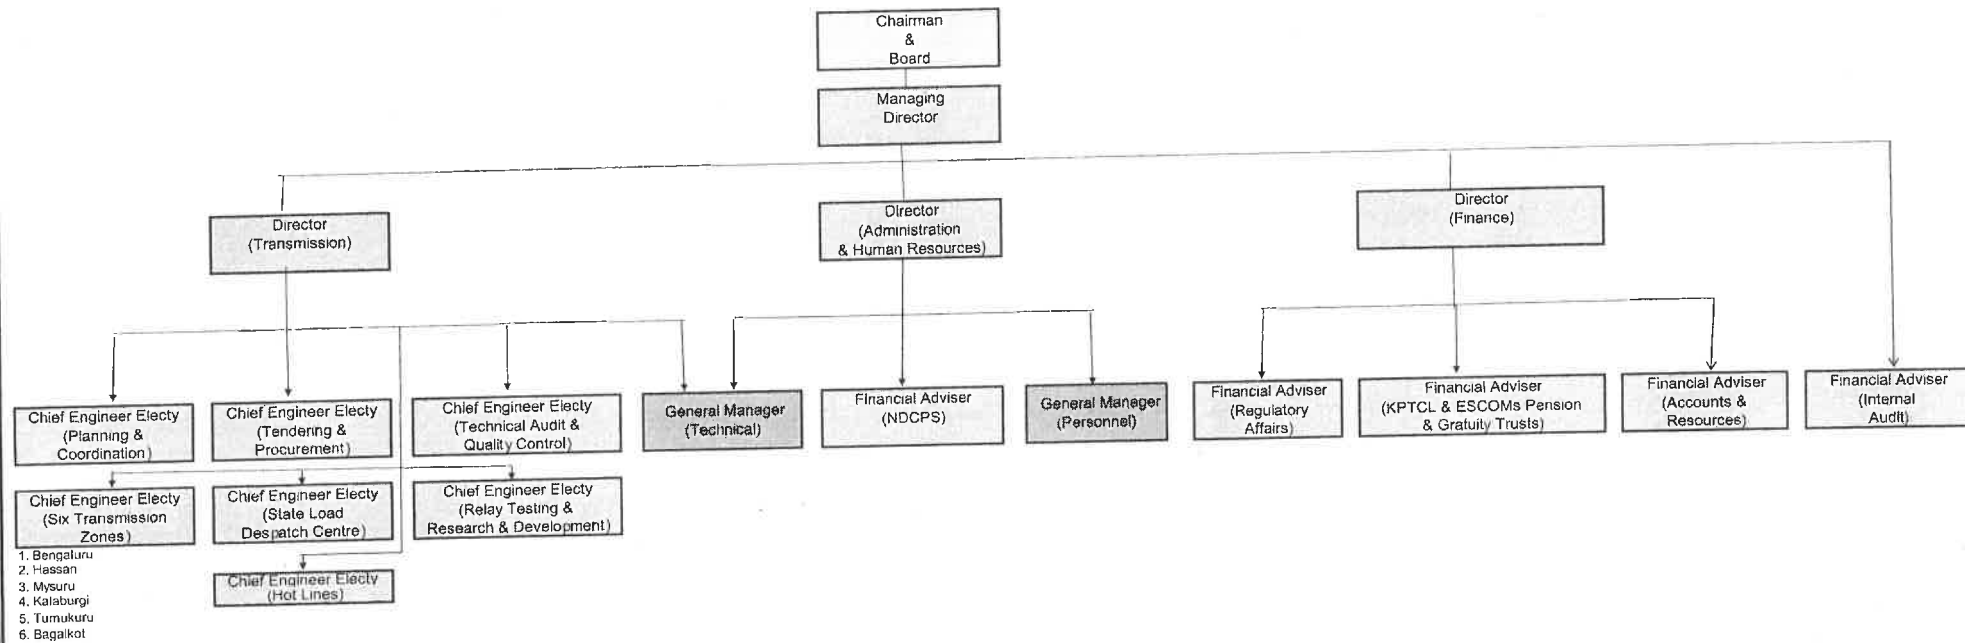 Chairman
&
Board
Managing
Director
Director
(Transmission)
Director
(Administration
& Human Resources)
Director
(Finance)
Chief Engineer Electy
(Planning &
Coordination)
Chief Engineer Electy
(Tendering &
Procurement)
Chief Engineer Electy
(Technical Audit &
Quality Control)
General Manager
(Technical)
Financial Adviser
(NDCPS)
General Manager
(Personnel)
Financial Adviser
(Regulatory
Affairs)
Financial Adviser
(KPTCL & ESCOMs Pension
& Gratuity Trusts)
Financial Adviser
(Accounts &
Resources)
Financial Adviser
(Internal
Audit)
Chief Engineer Electy
(Six Transmission
Zones)
Chief Engineer Electy
(State Load
Despatch Centre)
Chief Engineer Electy
(Relay Testing &
Research & Development)
1. Bengaluru
2. Hassan
3. Mysuru
4. Kalaburgi
5. Tumukuru
6. Bagalkot
Chief Engineer Electy
(Hot Lines)